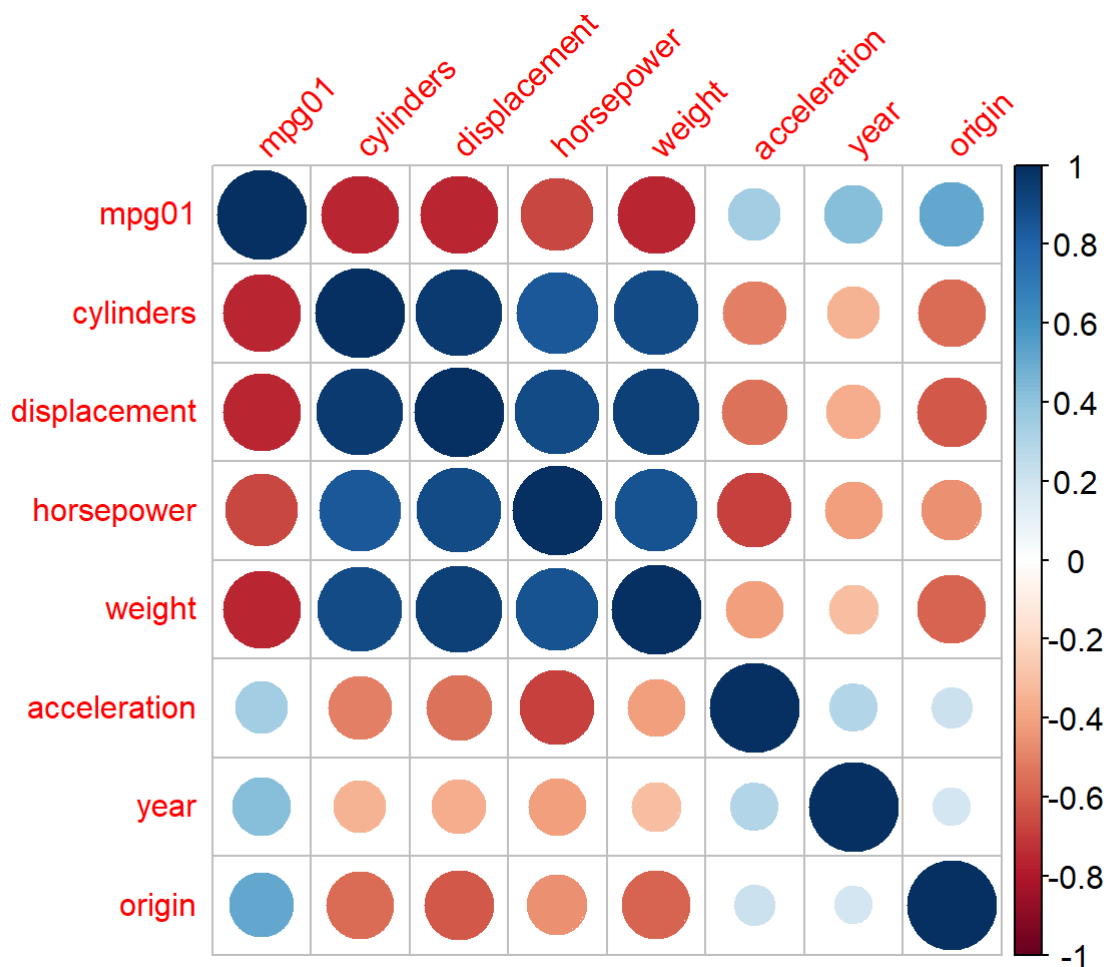 mpg01
cylinders
displacement
horsepower
weight
acceleration
year
origin
mpg01
cylinders
displacement
horsepower
weight
acceleration
year
origin
1
0.8
0.6
0.4
0.2
0
-0.2
-0.4
-0.6
-0.8
-1